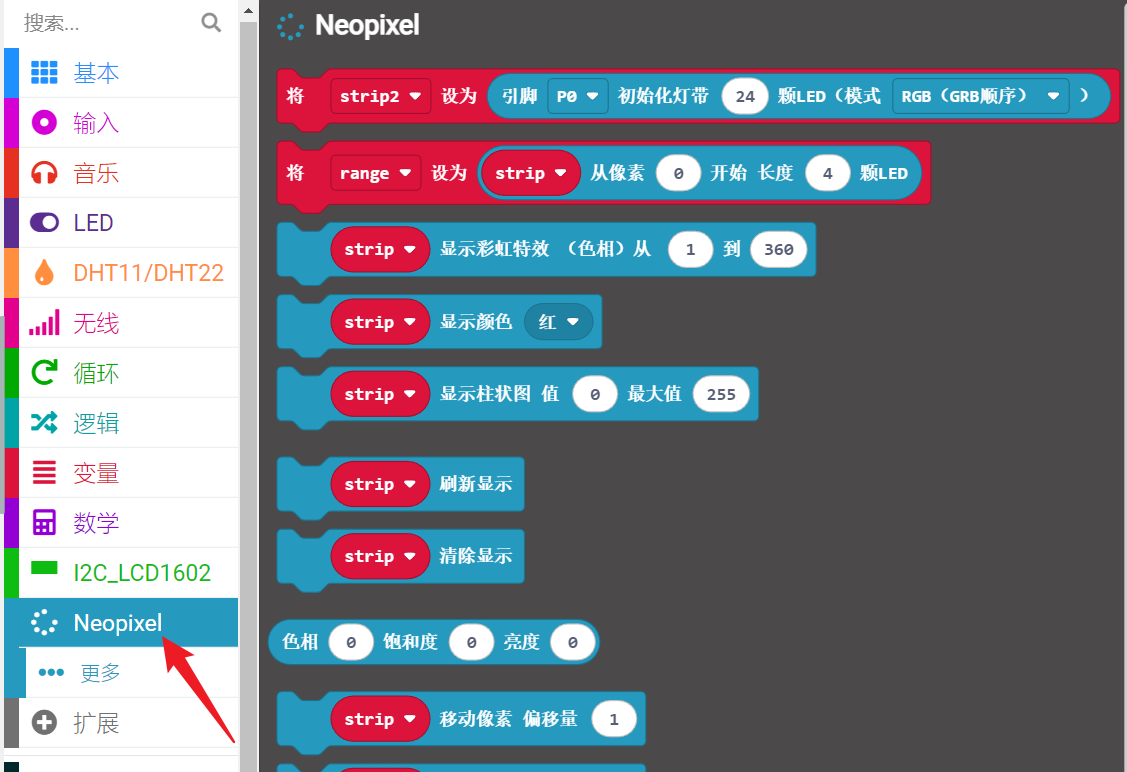 搜索...
基本
输入
音乐
LED
DHT11/DHT22
无线
循环
逻辑
变量
数学
I2C_LCD1602
Neopixel
更多
扩展
Neopixel
将 strip2 设为 引脚 P0 初始化灯带 24 颗LED（模式 RGB（GRB顺序） ）
将 range 设为 strip 从像素 0 开始 长度 4 颗LED
strip 显示彩虹特效 （色相）从 1 到 360
strip 显示颜色 红
strip 显示柱状图 值 0 最大值 255
strip 刷新显示
strip 清除显示
色相 0 饱和度 0 亮度 0
strip 移动像素 偏移量 1